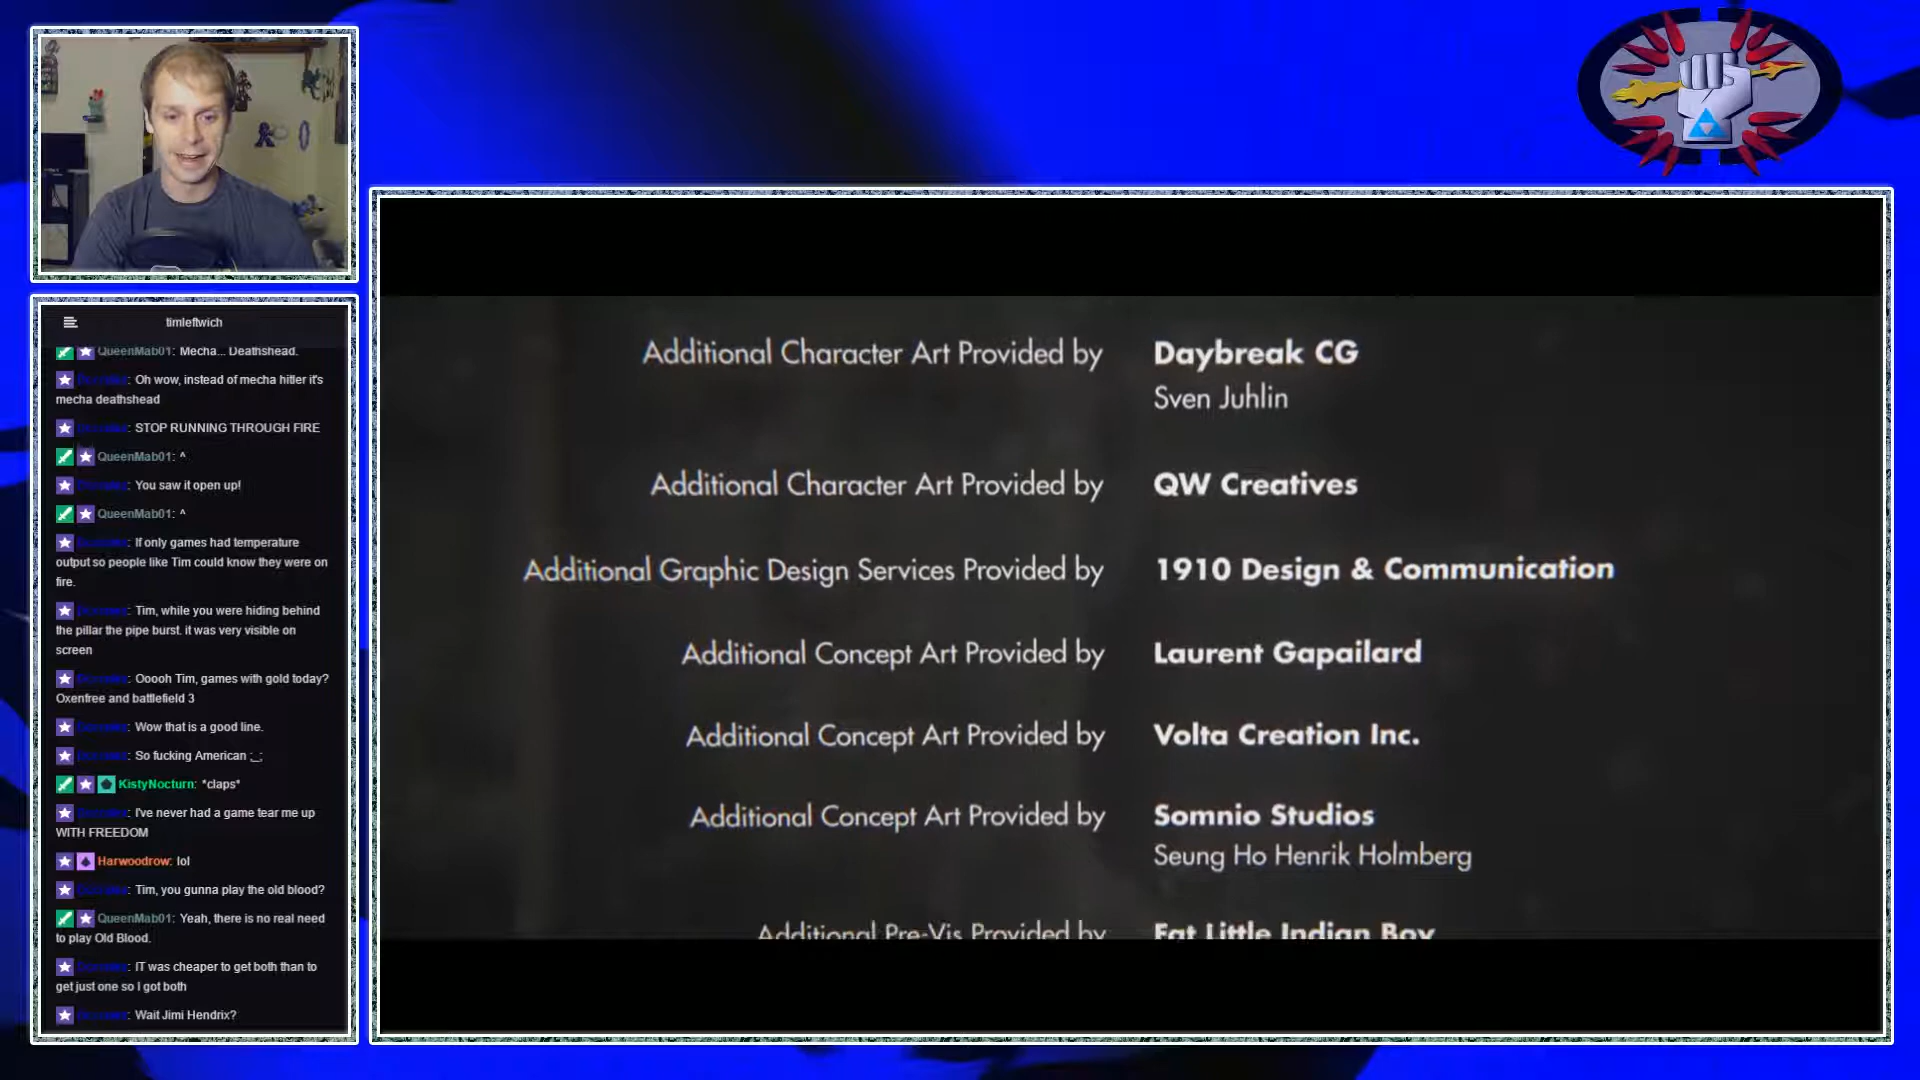 timleftwich
QueenMab01: Mecha... Deathshead.
: Oh wow, instead of mecha hitler it's
mecha deathshead
: STOP RUNNING THROUGH FIRE
QueenMab01: ^
: You saw it open up!
QueenMab01: ^
: If only games had temperature
output so people like Tim could know they were on
fire.
: Tim, while you were hiding behind
the pillar the pipe burst. it was very visible on
screen
: Ooooh Tim, games with gold today?
Oxenfree and battlefield 3
: Wow that is a good line.
: So fucking American ;_;
KistyNocturn: *claps*
: I've never had a game tear me up
WITH FREEDOM
Harwoodrow: lol
: Tim, you gunna play the old blood?
QueenMab01: Yeah, there is no real need
to play Old Blood.
: IT was cheaper to get both than to
get just one so I got both
: Wait Jimi Hendrix?
Additional Character Art Provided by Daybreak CG
Sven Juhlin
Additional Character Art Provided by QW Creatives
Additional Graphic Design Services Provided by 1910 Design & Communication
Additional Concept Art Provided by Laurent Gapailard
Additional Concept Art Provided by Volta Creation Inc.
Additional Concept Art Provided by Somnio Studios
Seung Ho Henrik Holmberg
Additional Pre-Vis Provided by Fat Little Indian Boy